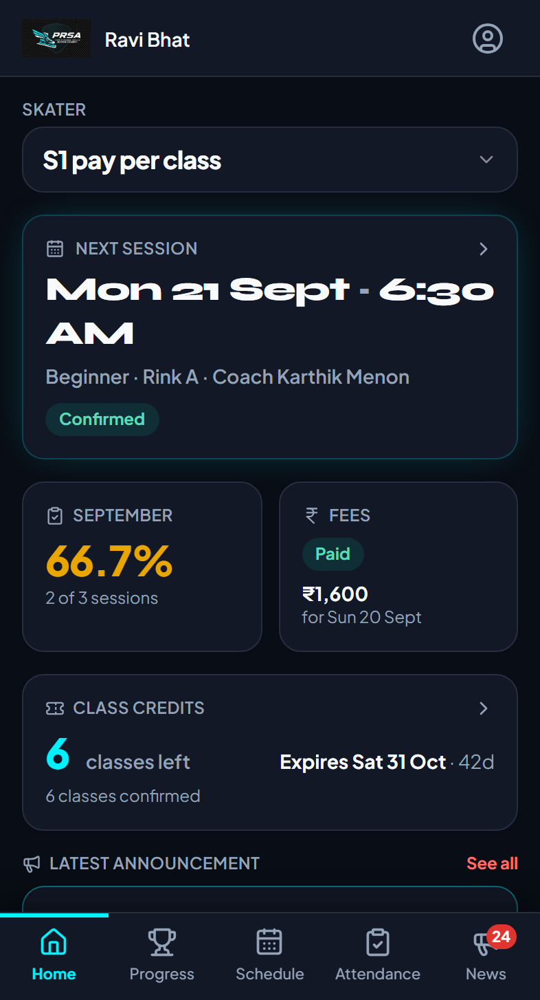 PRSA
Ravi Bhat
SKATER
S1 pay per class
NEXT SESSION
Mon 21 Sept - 6:30
AM
Beginner · Rink A · Coach Karthik Menon
Confirmed
SEPTEMBER
66.7%
2 of 3 sessions
FEES
Paid
₹1,600
for Sun 20 Sept
CLASS CREDITS
6 classes left
Expires Sat 31 Oct · 42d
6 classes confirmed
LATEST ANNOUNCEMENT
See all
24
Home
Progress
Schedule
Attendance
News